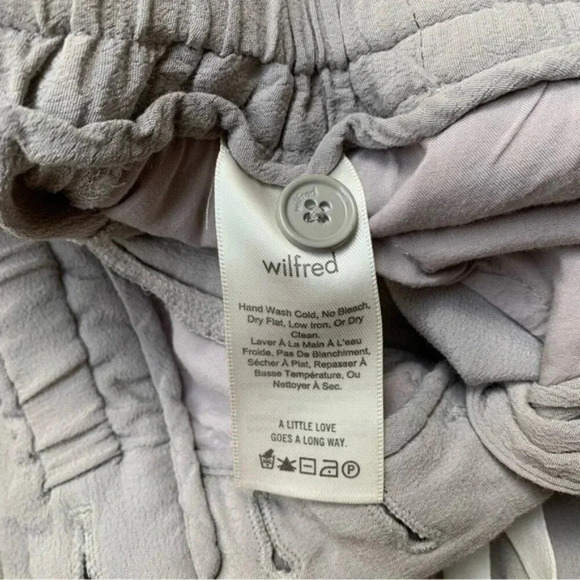 wilfred
wilfred
Hand Wash Cold, No Bleach,
Dry Flat, Low Iron, Or Dry
Clean.
Laver À La Main À L'eau
Froide, Pas De Blanchiment,
Sécher À Plat, Repasser À
Basse Température, Ou
Nettoyer À Sec.
A LITTLE LOVE
GOES A LONG WAY.
P